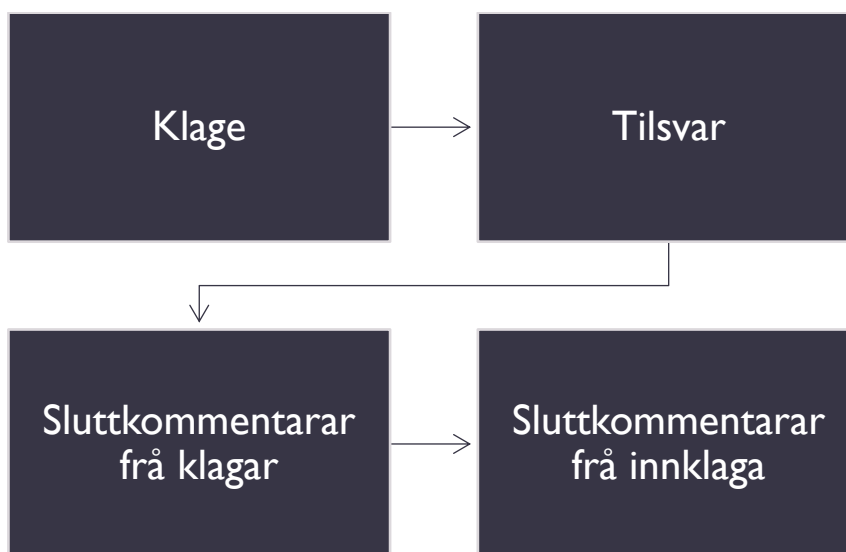 Klage
Tilsvar
Sluttkommentarar
frå klagar
Sluttkommentarar
frå innklaga